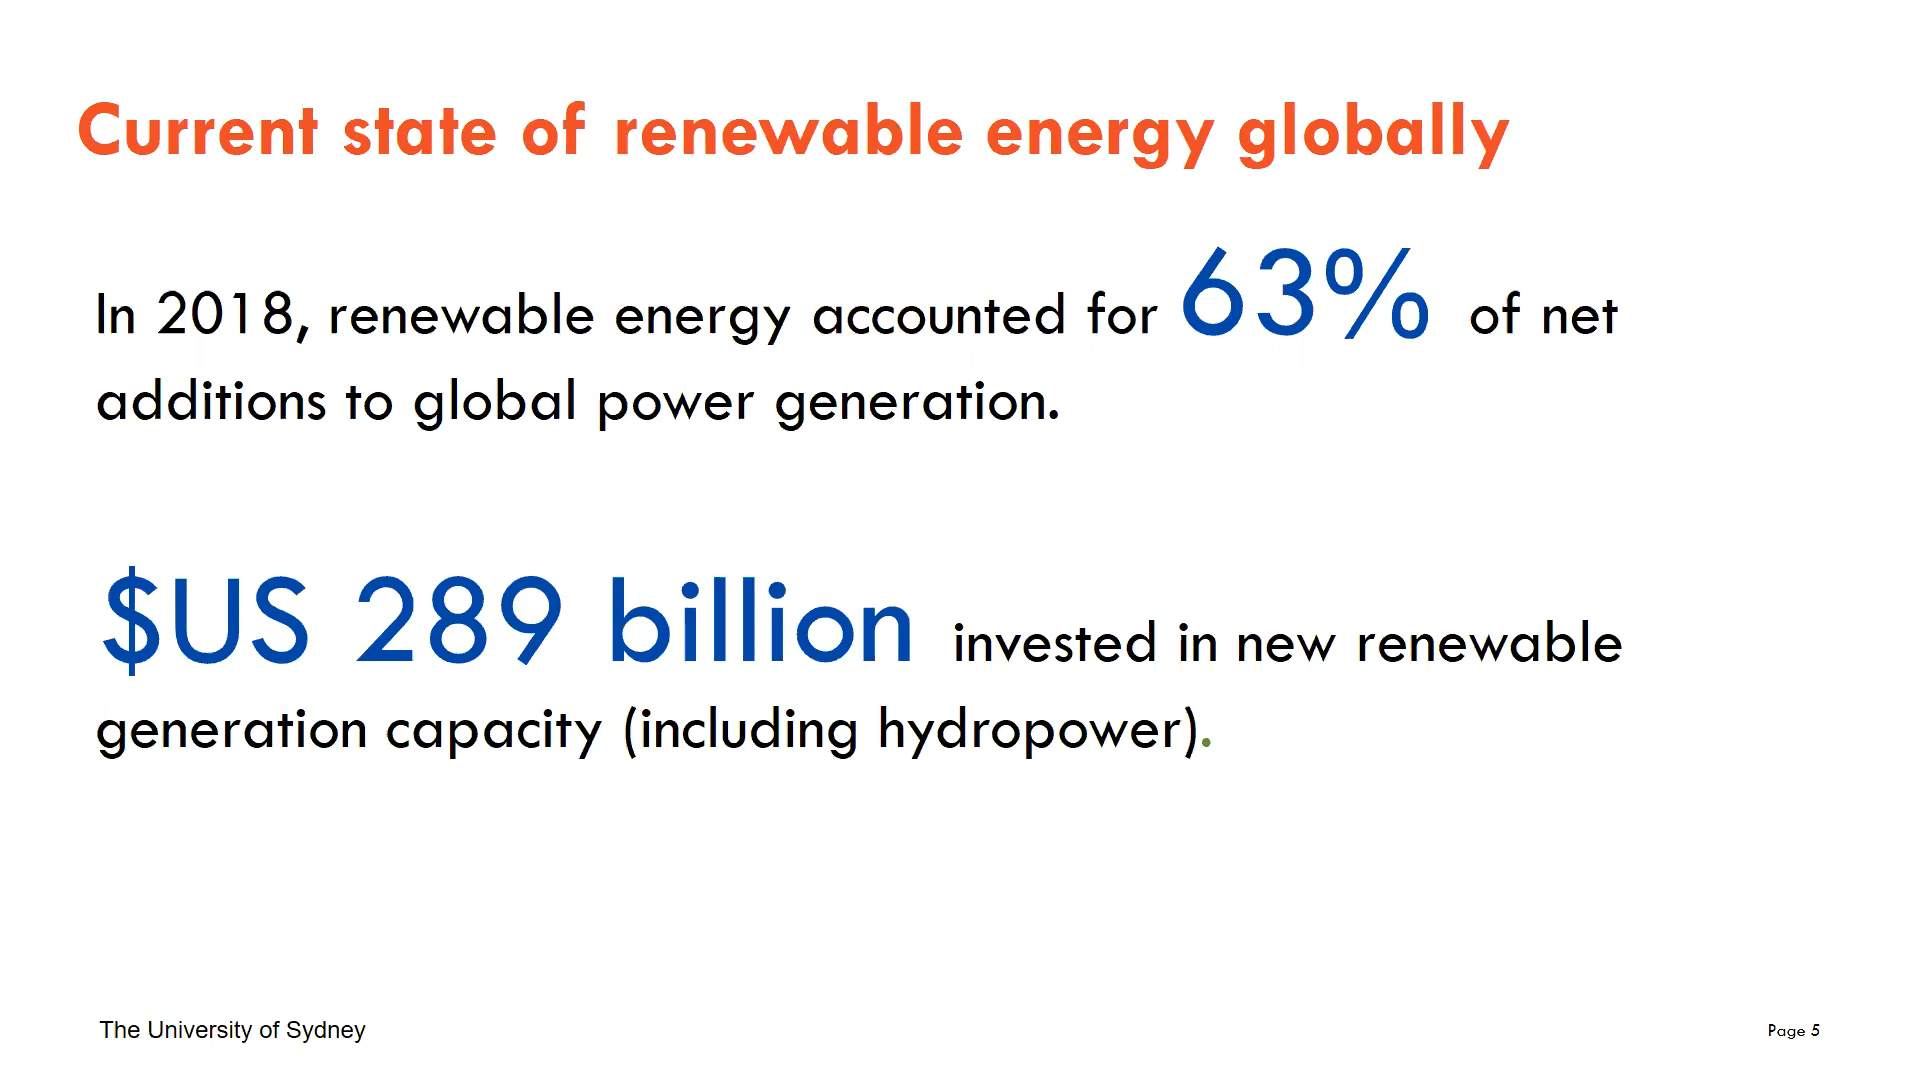 Current state of renewable energy globally
In 2018, renewable energy accounted for 63% of net
additions to global power generation.
$US 289 billion invested in new renewable
generation capacity (including hydropower).
The University of Sydney
Page 5